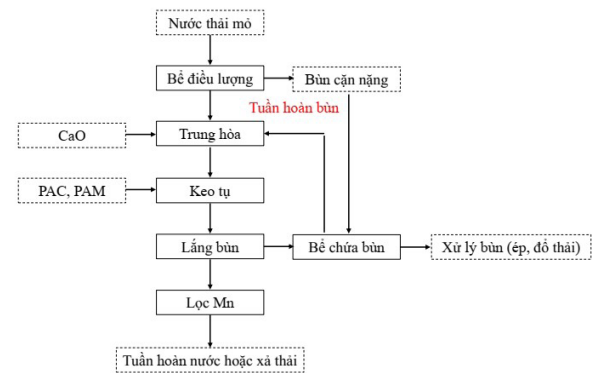 Nước thải mỏ
Bể điều lượng
Bùn cặn nặng
Tuần hoàn bùn
CaO
Trung hòa
PAC, PAM
Keo tụ
Lắng bùn
Bể chứa bùn
Xử lý bùn (ép, đổ thải)
Lọc Mn
Tuần hoàn nước hoặc xả thải